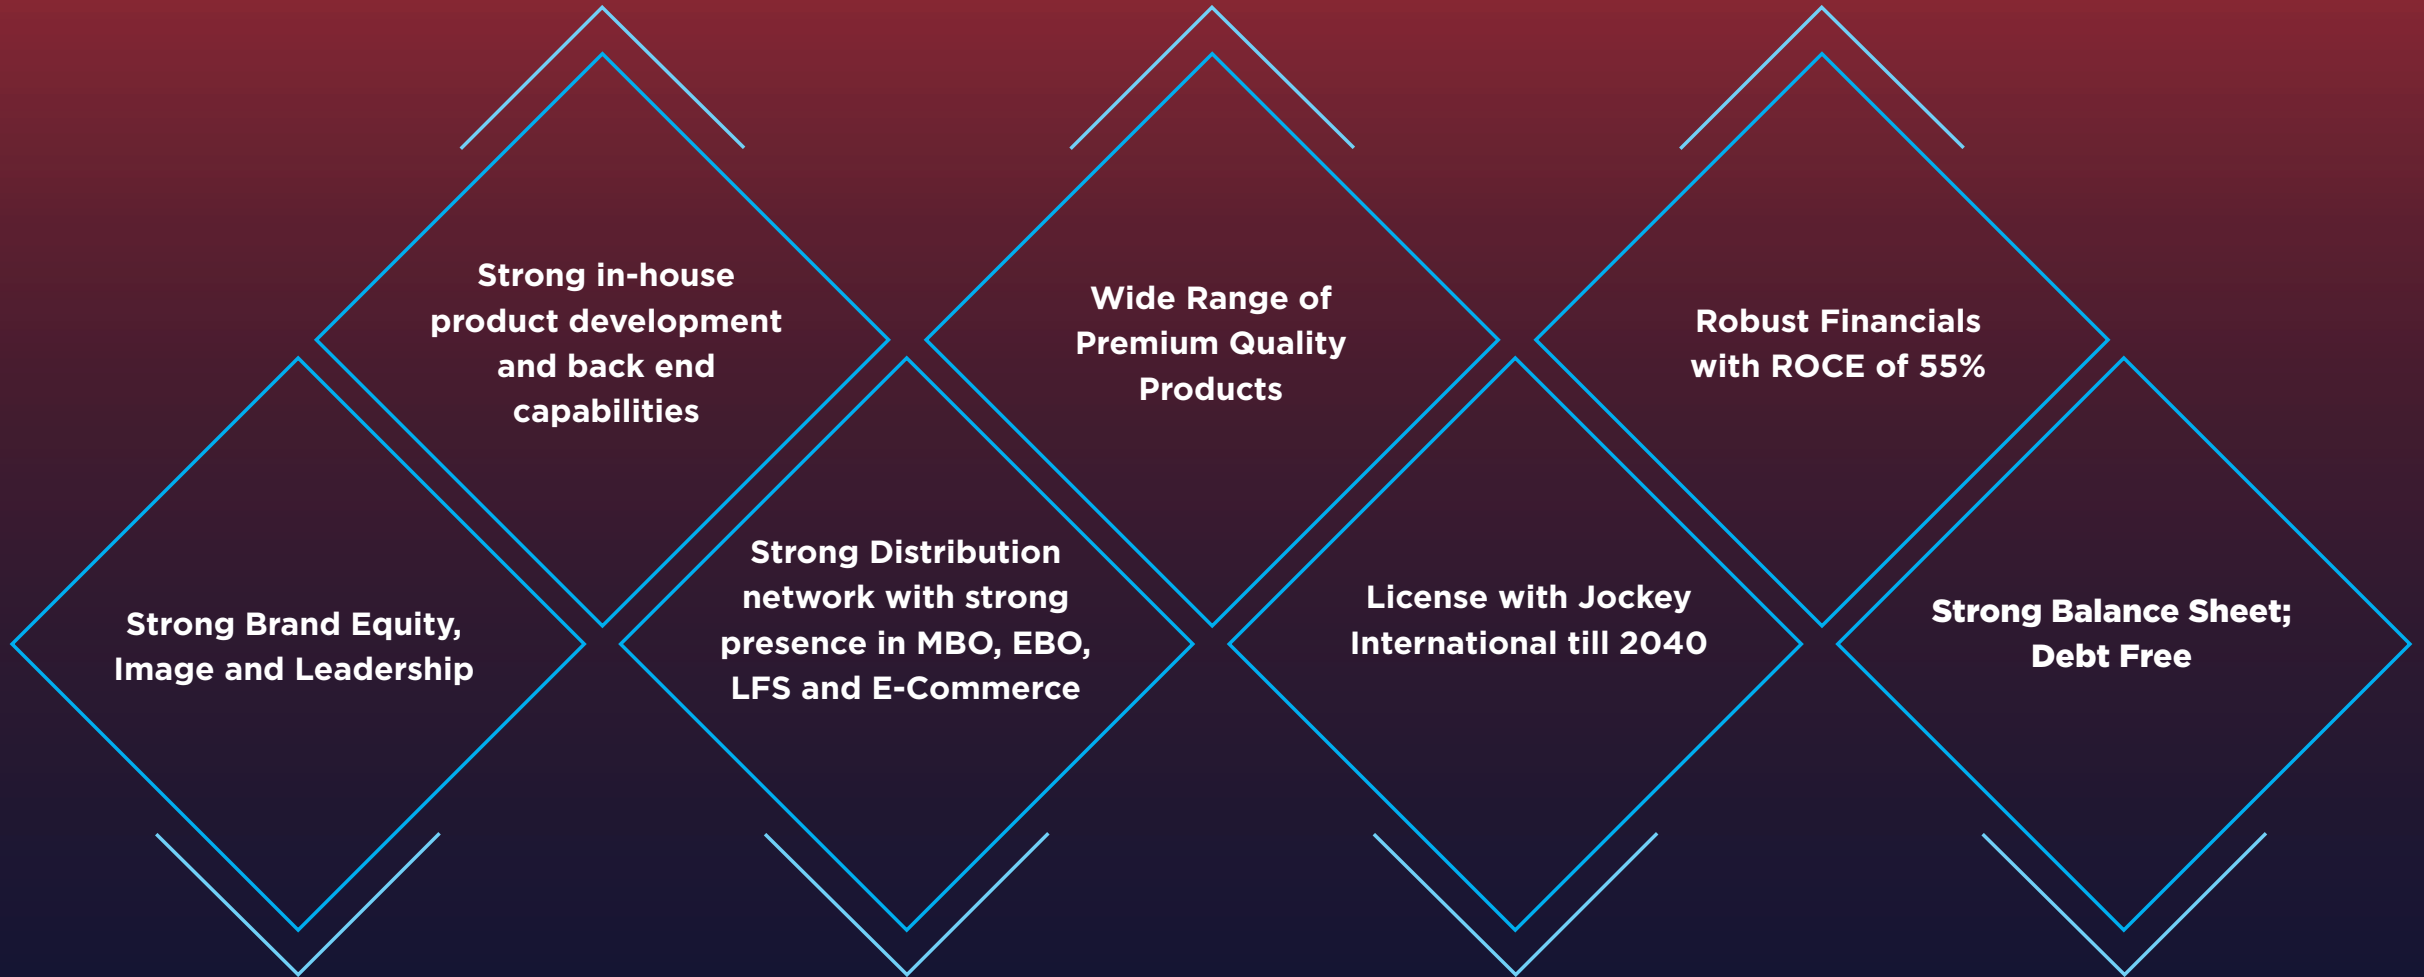 Strong in-house
product development
and back end
capabilities
Wide Range of
Premium Quality
Products
Robust Financials
with ROCE of 55%
Strong Brand Equity,
Image and Leadership
Strong Distribution
network with strong
presence in MBO, EBO,
LFS and E-Commerce
License with Jockey
International till 2040
Strong Balance Sheet;
Debt Free